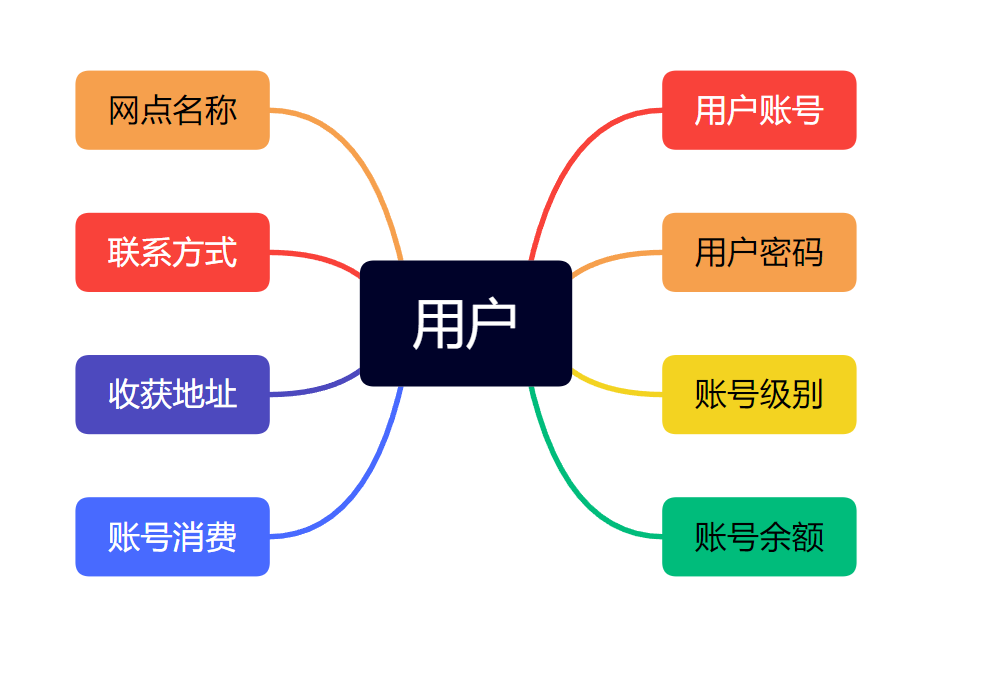 网点名称
用户账号
联系方式
用户密码
用户
收获地址
账号级别
账号消费
账号余额